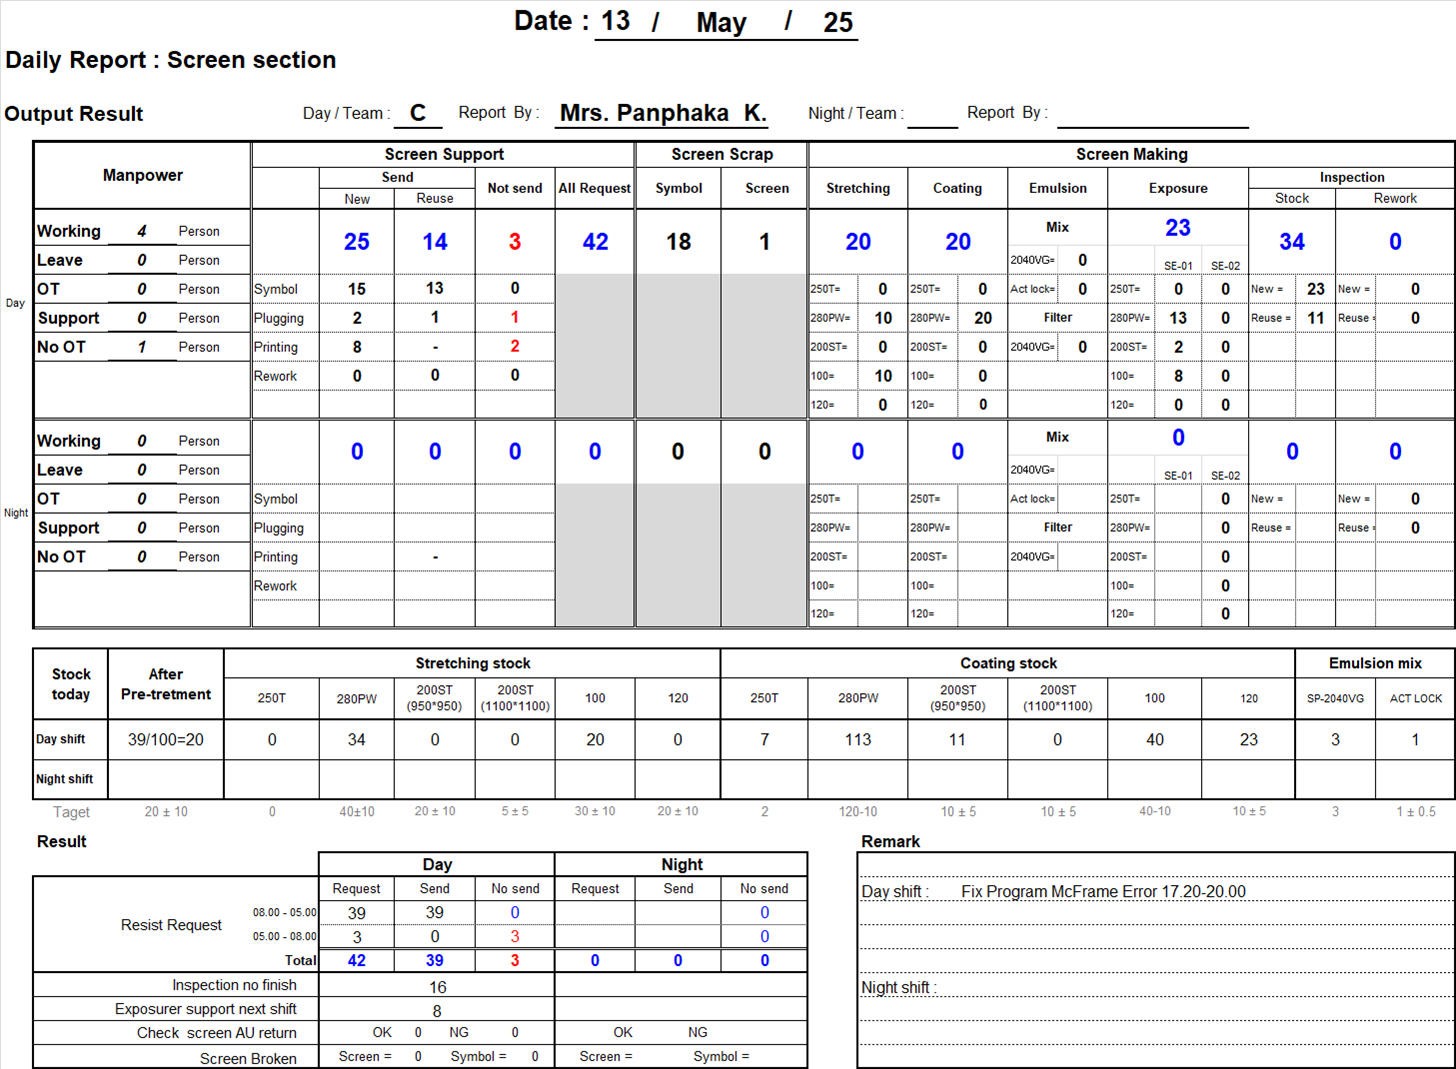 Date : 13 / May / 25
Daily Report : Screen section
Output Result Day / Team : C Report By : Mrs. Panphaka K. Night / Team : Report By :
Manpower Screen Support Screen Scrap Screen Making
Send Not send All Request Symbol Screen Stretching Coating Emulsion Exposure Inspection
New Reuse Stock Rework
Day
Working 4 Person 25 14 3 42 18 1 20 20 Mix 23 34 0
Leave 0 Person 2040VG= 0 SE-01 SE-02
OT 0 Person Symbol 15 13 0 250T= 0 250T= 0 Act lock= 0 250T= 0 0 New = 23 New = 0
Support 0 Person Plugging 2 1 1 280PW= 10 280PW= 20 Filter 280PW= 13 0 Reuse = 11 Reuse = 0
No OT 1 Person Printing 8 - 2 200ST= 0 200ST= 0 2040VG= 0 200ST= 2 0
Rework 0 0 0 100= 10 100= 0 100= 8 0
120= 0 120= 0 120= 0 0
Night
Working 0 Person 0 0 0 0 0 0 0 0 Mix 0 0 0
Leave 0 Person 2040VG= SE-01 SE-02
OT 0 Person Symbol 250T= 250T= Act lock= 250T= 0 New = New = 0
Support 0 Person Plugging 280PW= 280PW= Filter 280PW= 0 Reuse = Reuse = 0
No OT 0 Person Printing - 200ST= 200ST= 2040VG= 200ST= 0
Rework 100= 100= 100= 0
120= 120= 120= 0
Stock today After Pre-tretment Stretching stock Coating stock Emulsion mix
250T 280PW 200ST (950*950) 200ST (1100*1100) 100 120 250T 280PW 200ST (950*950) 200ST (1100*1100) 100 120 SP-2040VG ACT LOCK
Day shift 39/100=20 0 34 0 0 20 0 7 113 11 0 40 23 3 1
Night shift
Taget 20 ± 10 0 40±10 20 ± 10 5 ± 5 30 ± 10 20 ± 10 2 120-10 10 ± 5 10 ± 5 40-10 10 ± 5 3 1 ± 0.5
Result Remark
Day Night
Request Send No send Request Send No send
Resist Request 08.00 - 05.00 39 39 0 0
05.00 - 08.00 3 0 3 0
Total 42 39 3 0 0 0
Inspection no finish 16
Exposurer support next shift 8
Check screen AU return OK 0 NG 0 OK NG
Screen Broken Screen = 0 Symbol = 0 Screen = Symbol =
Day shift : Fix Program McFrame Error 17.20-20.00
Night shift :